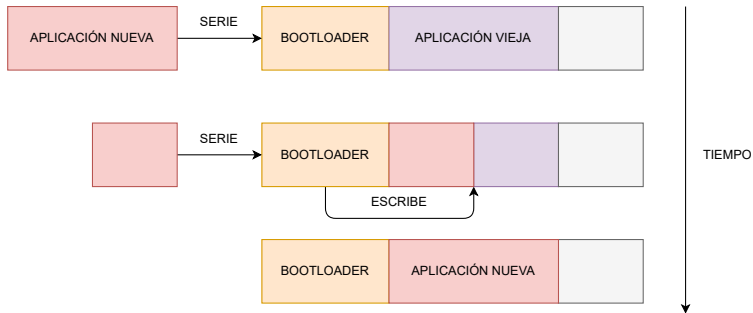 APLICACIÓN NUEVA
SERIE
BOOTLOADER
APLICACIÓN VIEJA
SERIE
BOOTLOADER
TIEMPO
ESCRIBE
BOOTLOADER
APLICACIÓN NUEVA